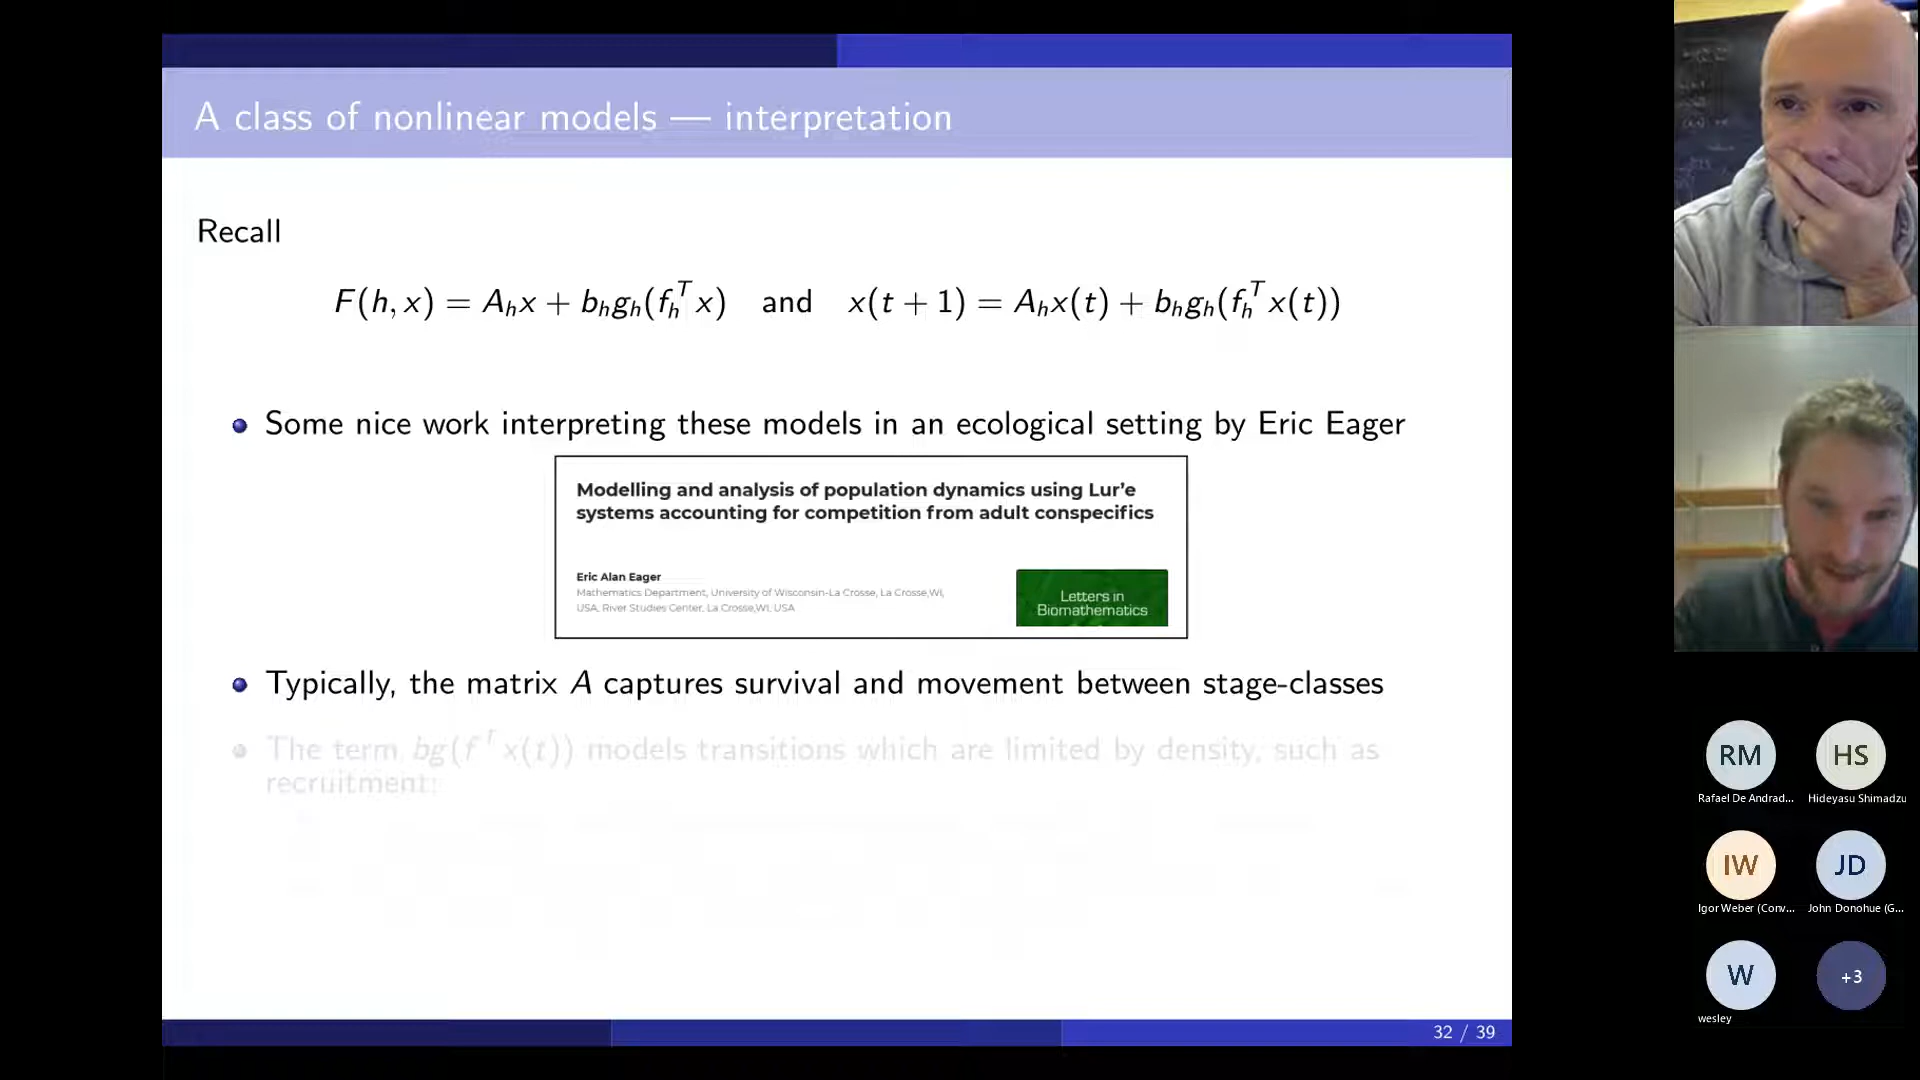 A class of nonlinear models — interpretation
Recall
F(h, x) = A_h x + b_h g_h(f_h^T x) and x(t + 1) = A_h x(t) + b_h g_h(f_h^T x(t))
Some nice work interpreting these models in an ecological setting by Eric Eager
Modelling and analysis of population dynamics using Lur'e
systems accounting for competition from adult conspecifics
Eric Alan Eager
Mathematics Department, University of Wisconsin-La Crosse, La Crosse,WI,
USA, River Studies Center, La Crosse,WI, USA
Letters in
Biomathematics
Typically, the matrix A captures survival and movement between stage-classes
The term bg(f^T x(t)) models transitions which are limited by density, such as
recruitment:
32 / 39
RM
HS
Rafael De Andrad...
Hideyasu Shimadzu
IW
JD
Igor Weber (Conv...
John Donohue (G...
W
+3
wesley